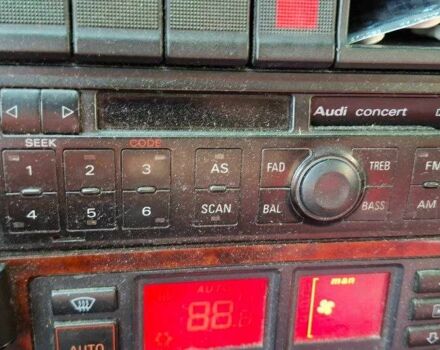 Audi concert
SEEK CODE
1 2 3 AS FAD TREB FM
4 5 6 SCAN BAL BASS AM
AUTO man
88
AUTO